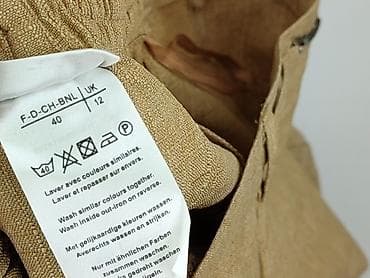 F-D-CH-BNL UK
40 12
40 P
Laver avec couleurs similaires.
Laver et repasser sur envers.
Wash similar colours together.
Wash inside out-iron on reverse.
Met gelijkaardige kleuren wassen.
Averechts wassen en strijken.
Nur mit ähnlichen Farben
zusammen waschen.
gedreht waschen